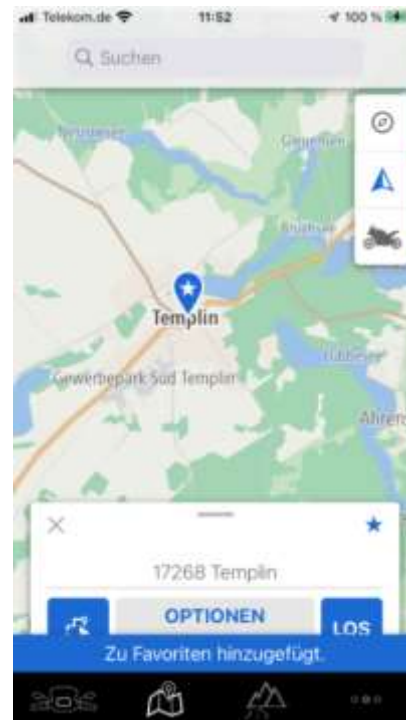 Telekom.de 11:52 100 %
Suchen
Templin
Gewerbepark Süd Templin
17268 Templin
OPTIONEN
LOS
Zu Favoriten hinzugefügt.